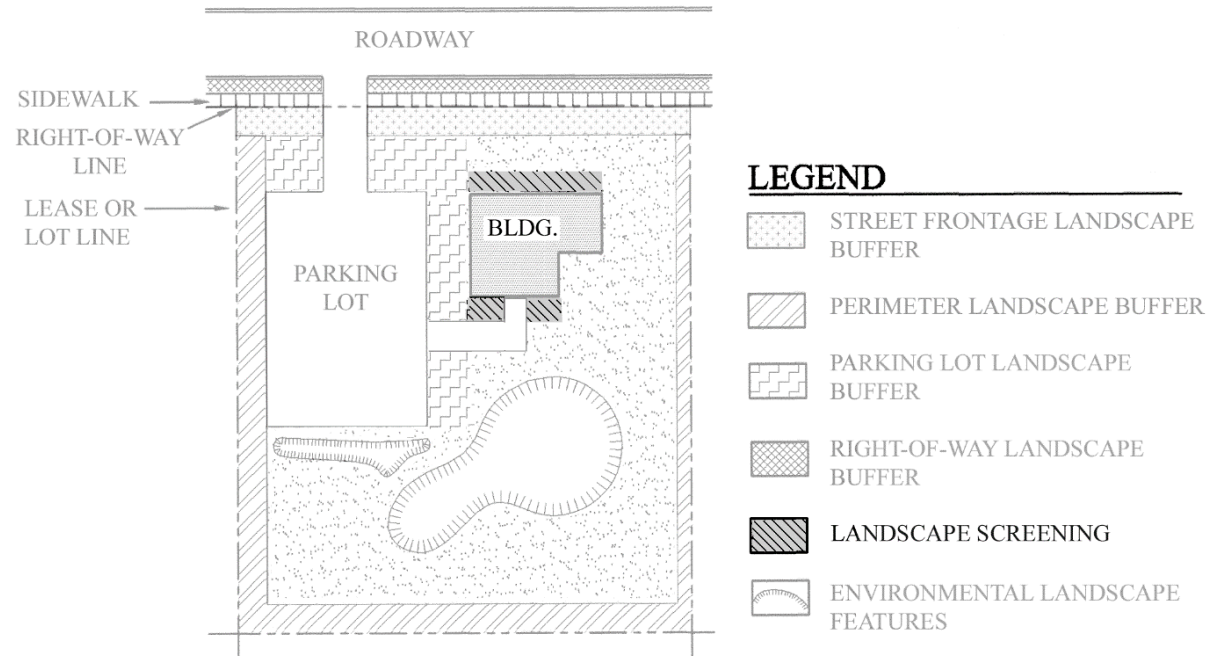 ROADWAY
SIDEWALK
RIGHT-OF-WAY
LINE
LEASE OR
LOT LINE
PARKING
LOT
BLDG.
LEGEND
STREET FRONTAGE LANDSCAPE
BUFFER
PERIMETER LANDSCAPE BUFFER
PARKING LOT LANDSCAPE
BUFFER
RIGHT-OF-WAY LANDSCAPE
BUFFER
LANDSCAPE SCREENING
ENVIRONMENTAL LANDSCAPE
FEATURES